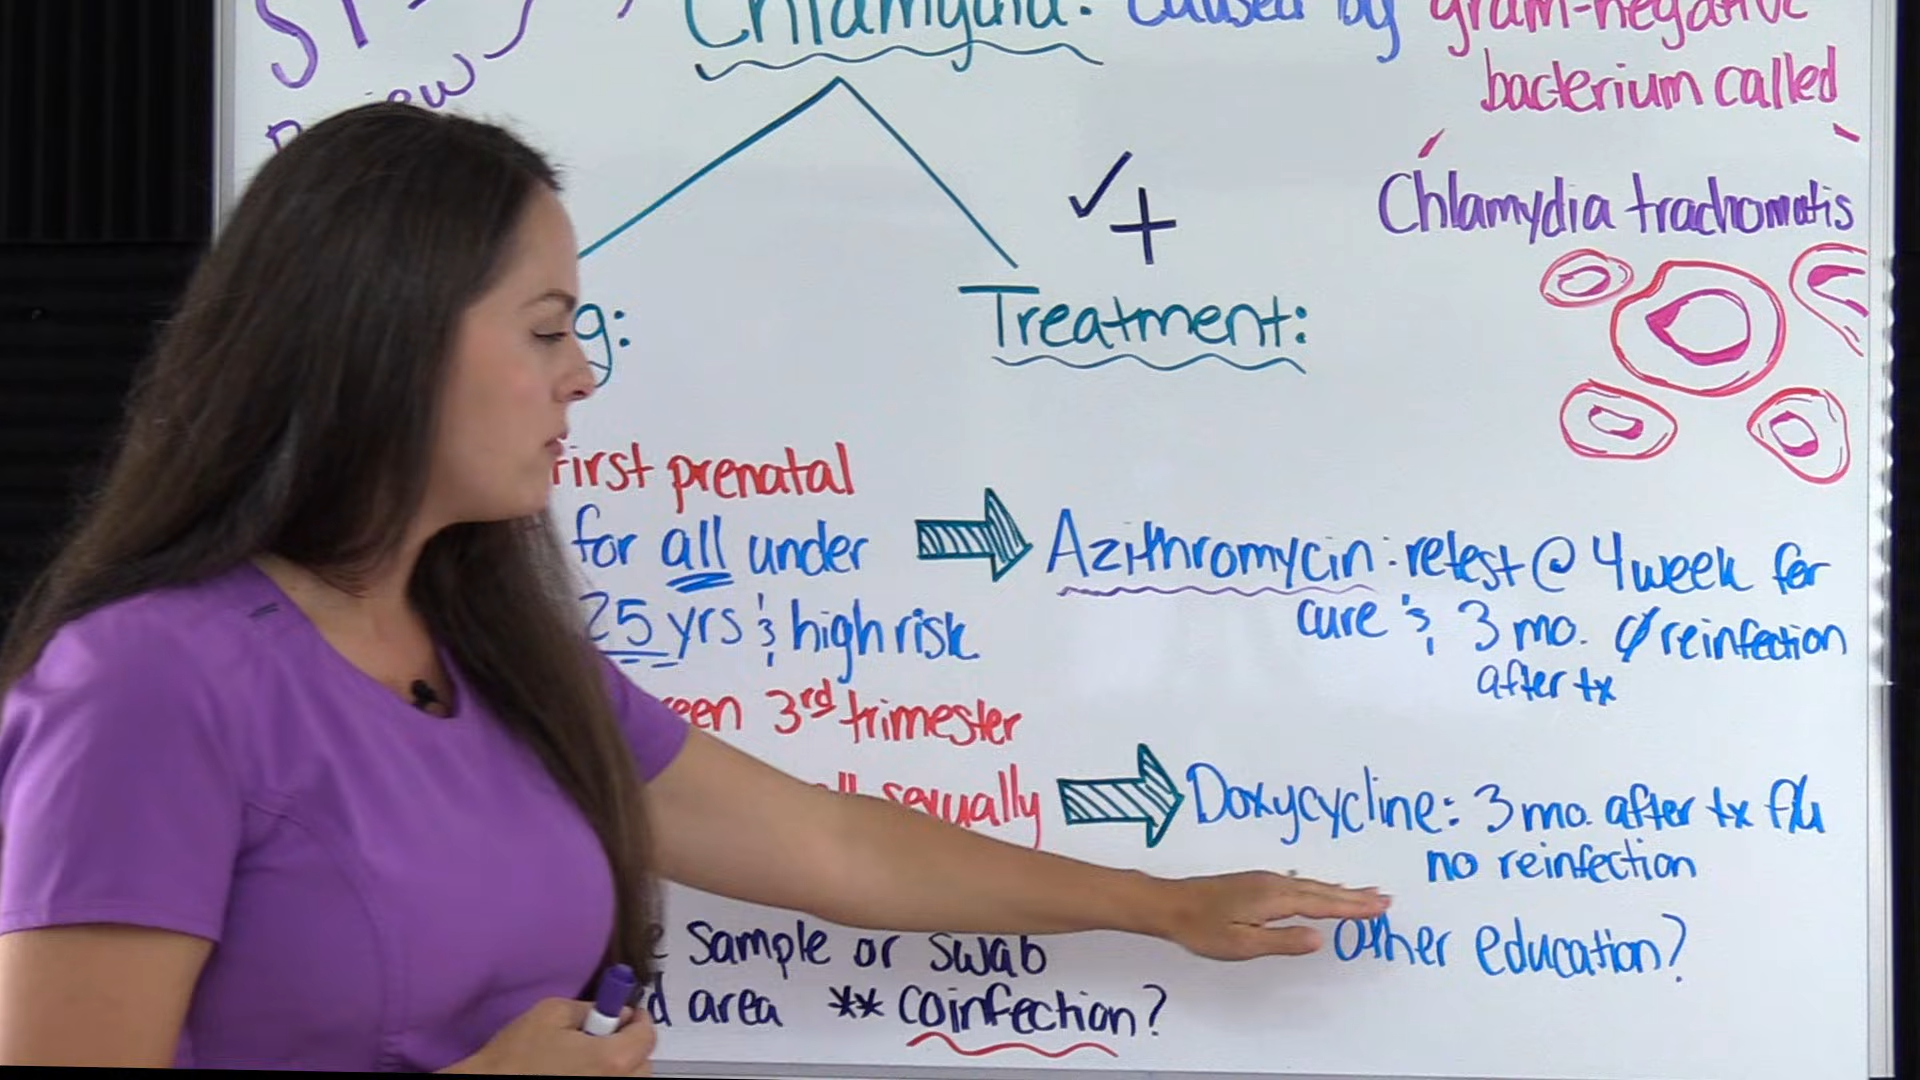 Chlamydia: caused by gram-negative
bacterium called
Chlamydia trachomatis
✓ +
g:
Treatment:
first prenatal
for all under
25 yrs & high risk
een 3rd trimester
ll sexually
sample or swab
d area ** coinfection?
Azithromycin: retest @ 4 week for
cure & 3 mo. ∅ reinfection
after tx
Doxycycline: 3 mo. after tx f/u
no reinfection
other education?